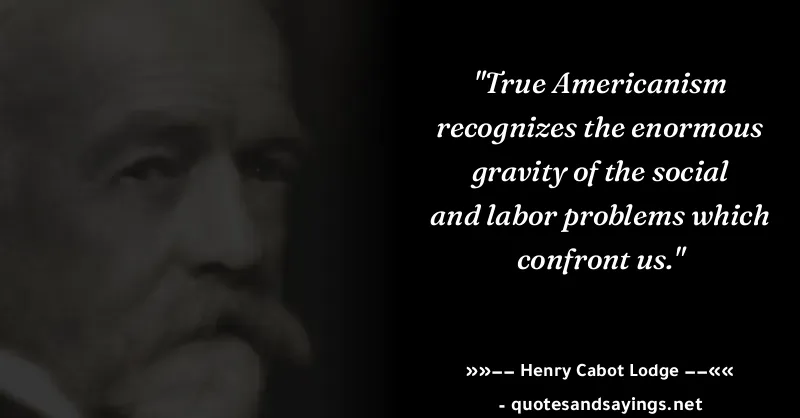 "True Americanism
recognizes the enormous
gravity of the social
and labor problems which
confront us."
»»−− Henry Cabot Lodge −−««
- quotesandsayings.net